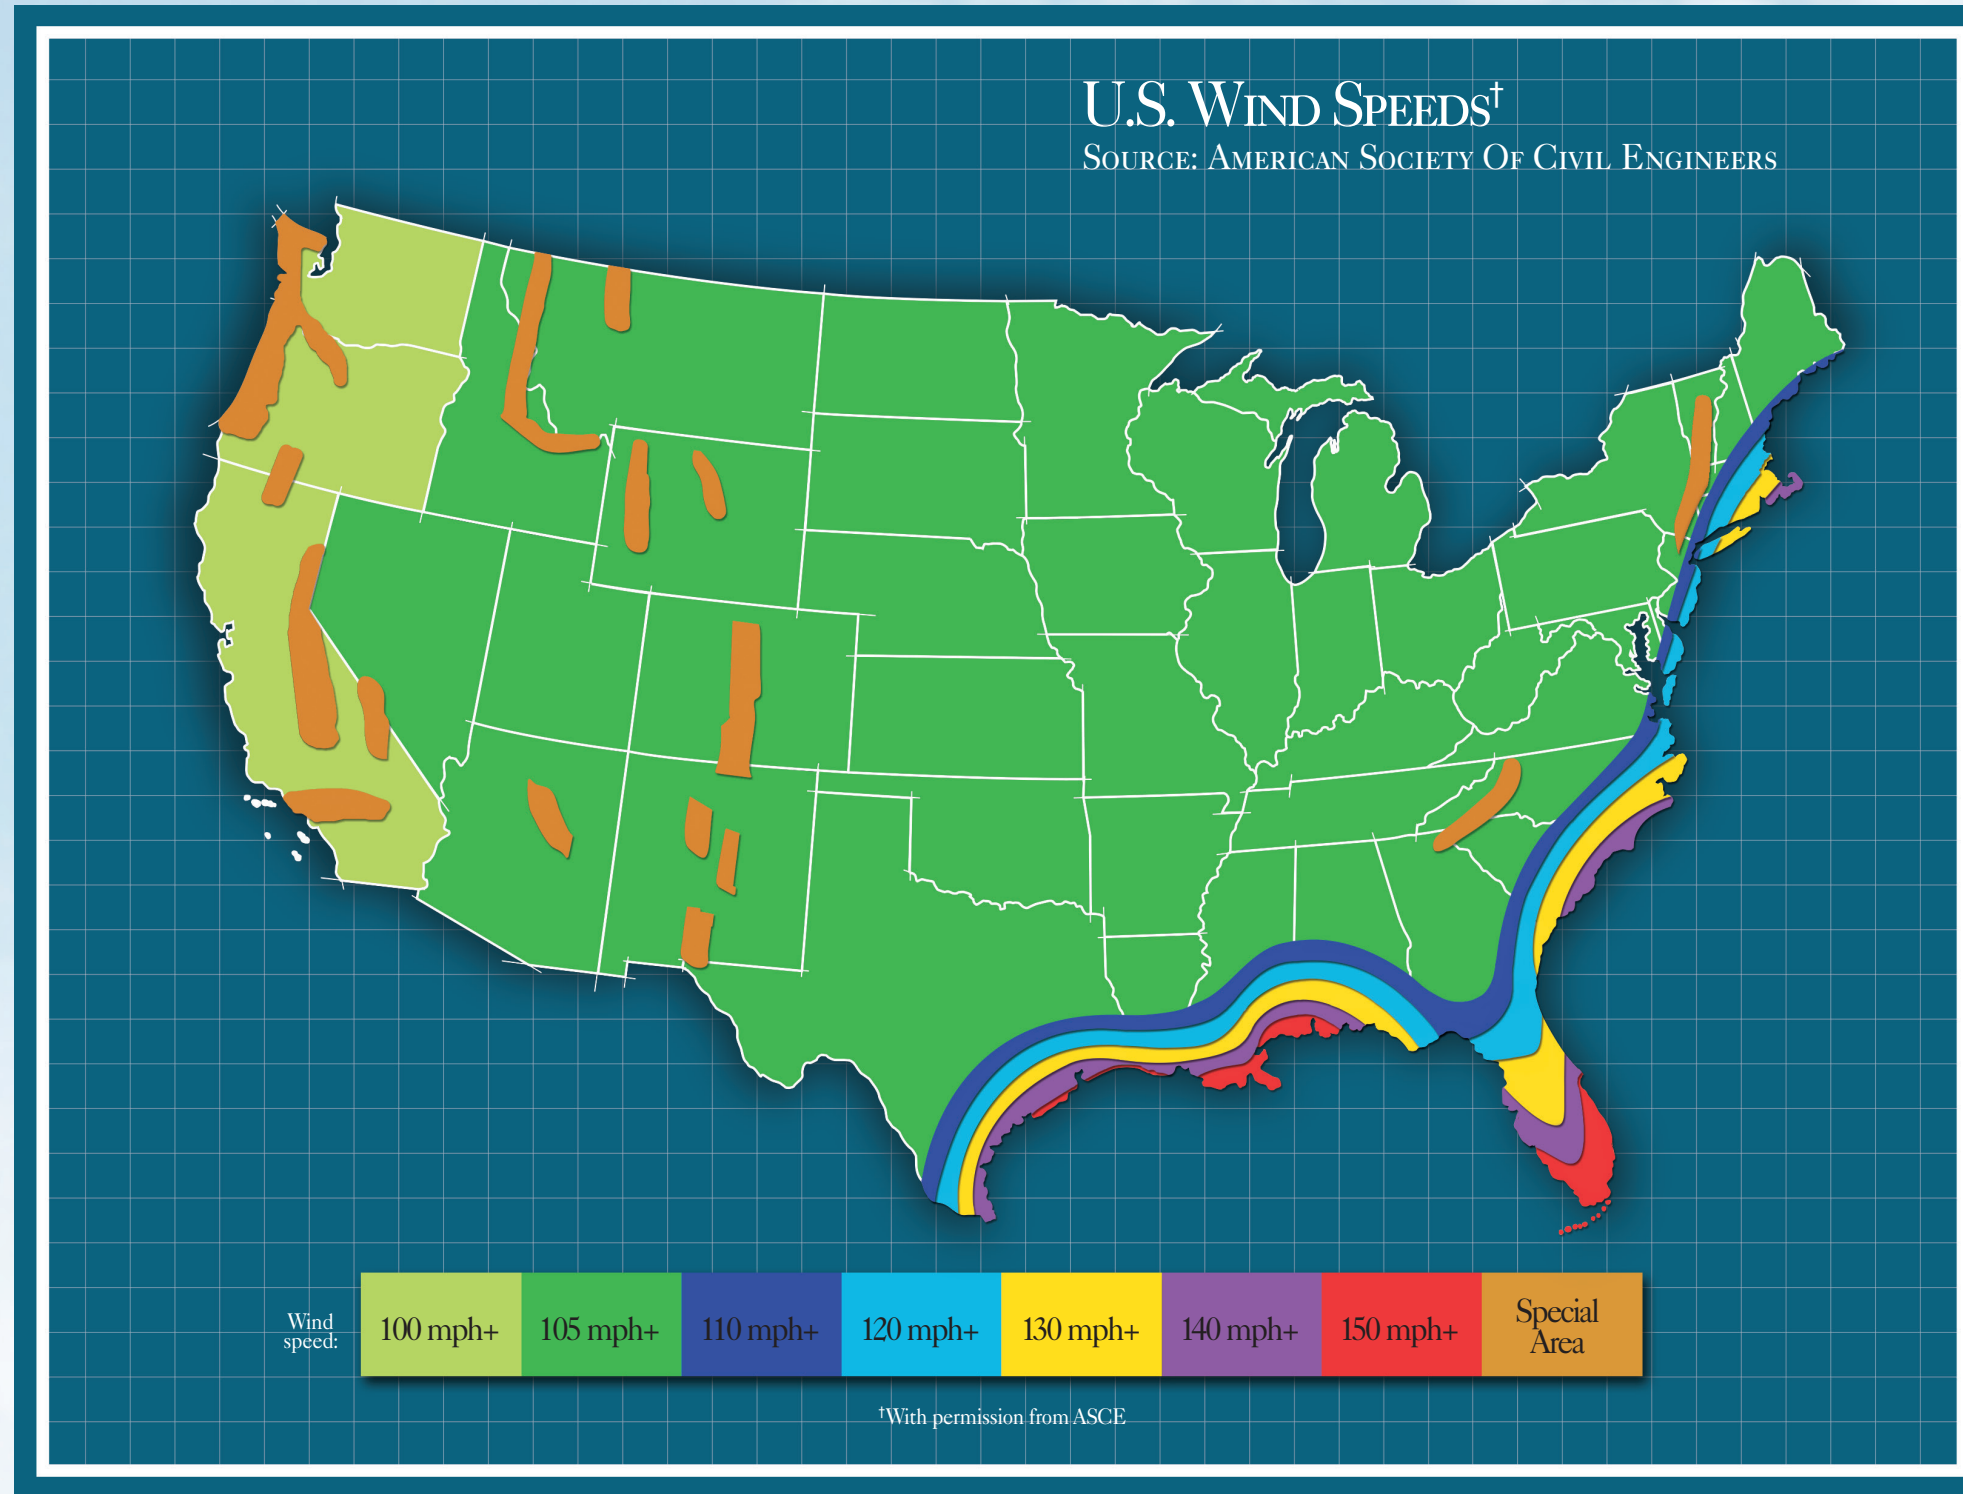 U.S. Wind Speeds†
Source: American Society Of Civil Engineers
Wind
speed:
100 mph+
105 mph+
110 mph+
120 mph+
130 mph+
140 mph+
150 mph+
Special
Area
†With permission from ASCE